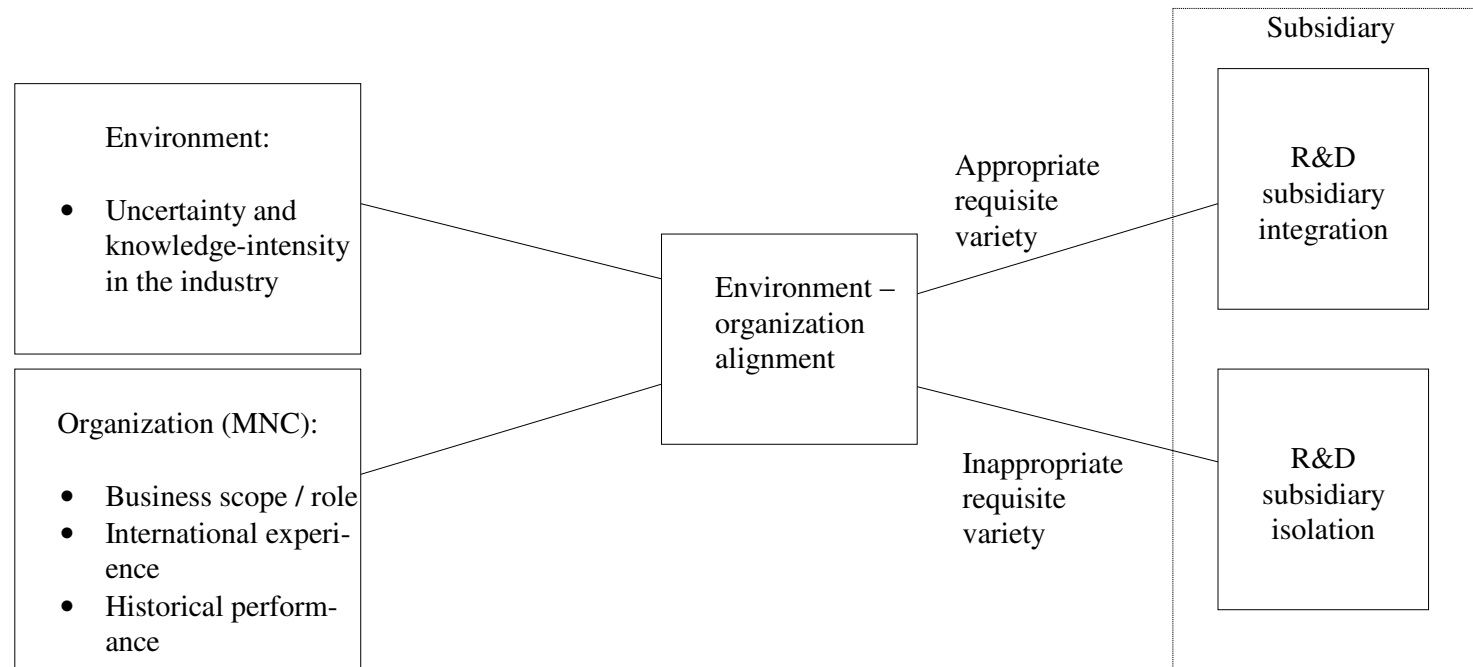 Subsidiary
Environment:
• Uncertainty and
knowledge-intensity
in the industry
Organization (MNC):
• Business scope / role
• International experi-
ence
• Historical perform-
ance
Environment –
organization
alignment
Appropriate
requisite
variety
Inappropriate
requisite
variety
R&D
subsidiary
integration
R&D
subsidiary
isolation